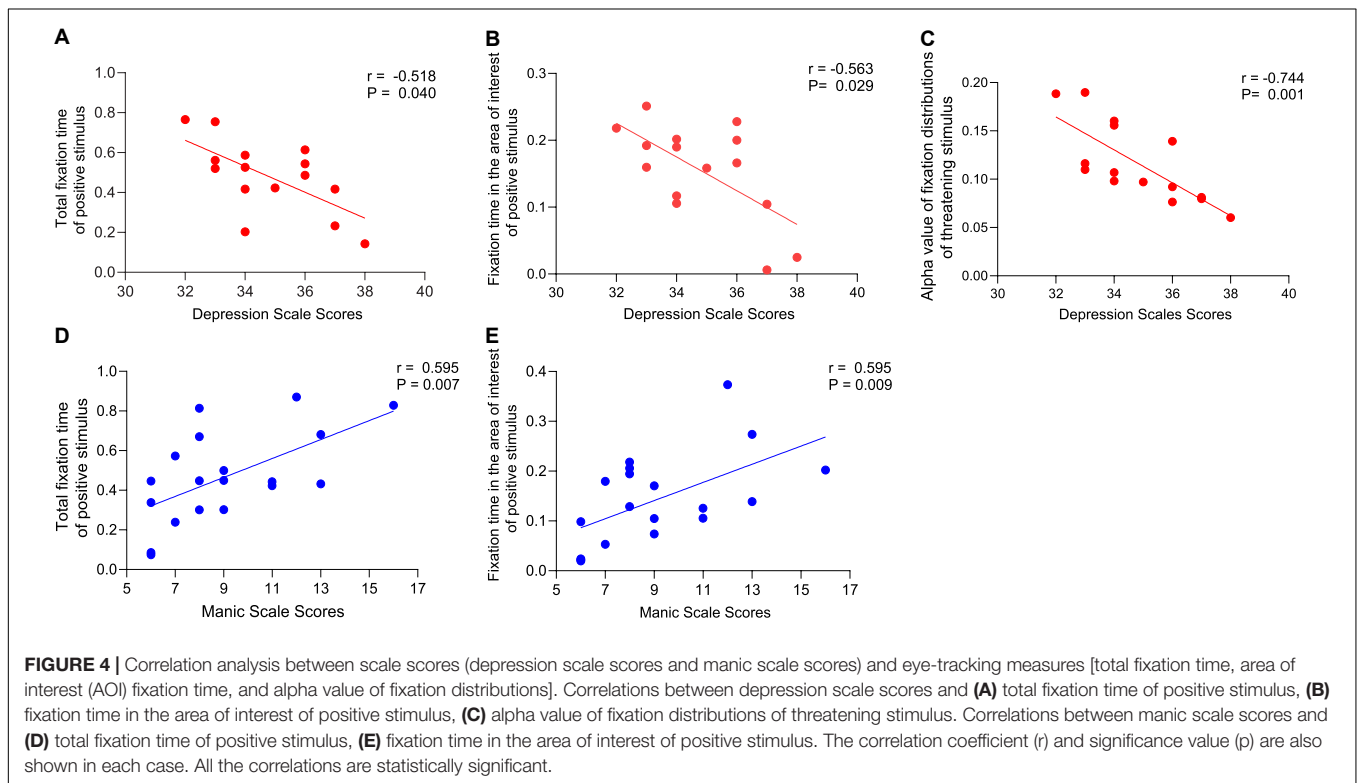 A
r = -0.518
P = 0.040
Total fixation time
of positive stimulus
1.0
0.8
0.6
0.4
0.2
0.0
30 32 34 36 38 40
Depression Scale Scores
B
r = -0.563
P= 0.029
Fixation time in the area of interest
of positive stimulus
0.3
0.2
0.1
0.0
30 32 34 36 38 40
Depression Scale Scores
C
r = -0.744
P= 0.001
Alpha value of fixation distributions
of threatening stimulus
0.20
0.15
0.10
0.05
0.00
30 32 34 36 38 40
Depression Scales Scores
D
r = 0.595
P = 0.007
Total fixation time
of positive stimulus
1.0
0.8
0.6
0.4
0.2
0.0
5 7 9 11 13 15 17
Manic Scale Scores
E
r = 0.595
P = 0.009
Fixation time in the area of interest
of positive stimulus
0.4
0.3
0.2
0.1
0.0
5 7 9 11 13 15 17
Manic Scale Scores
FIGURE 4 | Correlation analysis between scale scores (depression scale scores and manic scale scores) and eye-tracking measures [total fixation time, area of
interest (AOI) fixation time, and alpha value of fixation distributions]. Correlations between depression scale scores and (A) total fixation time of positive stimulus, (B)
fixation time in the area of interest of positive stimulus, (C) alpha value of fixation distributions of threatening stimulus. Correlations between manic scale scores and
(D) total fixation time of positive stimulus, (E) fixation time in the area of interest of positive stimulus. The correlation coefficient (r) and significance value (p) are also
shown in each case. All the correlations are statistically significant.